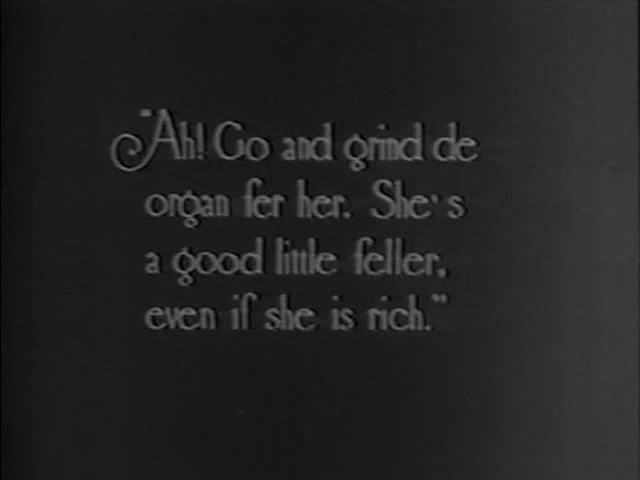 "Ah! Go and grind de
organ fer her. She's
a good little feller,
even if she is rich."